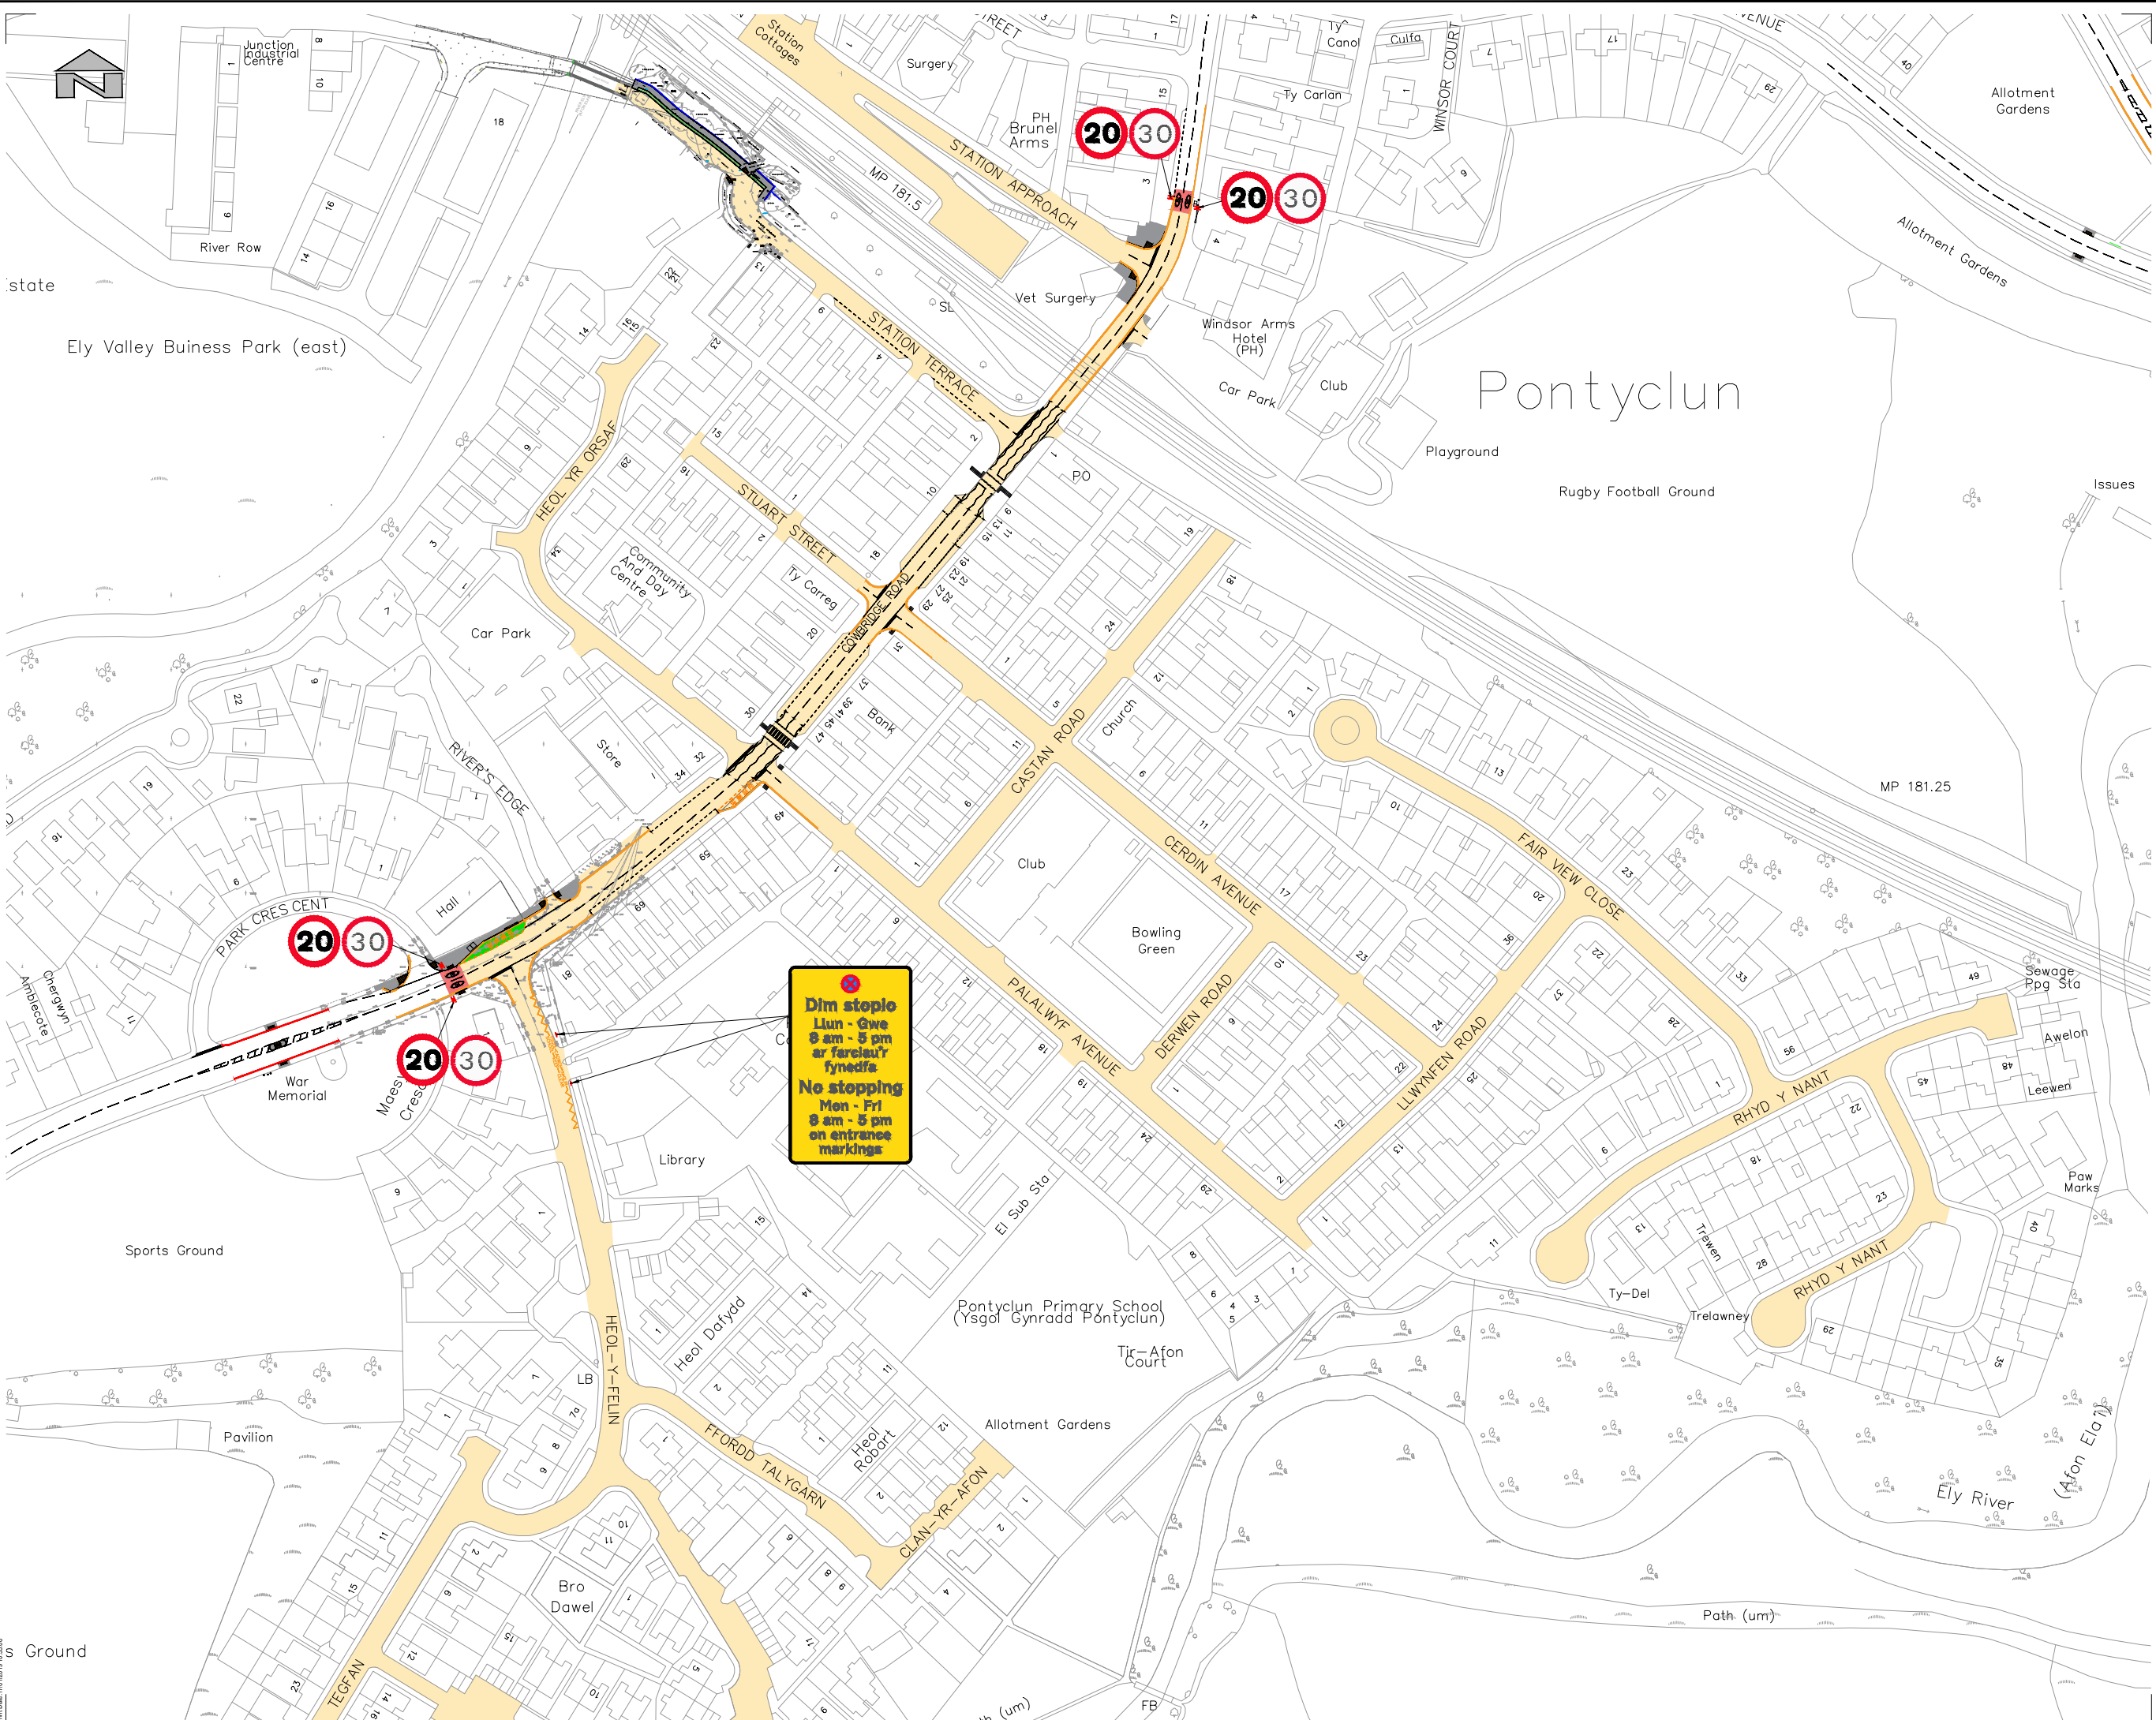 Junction
Industrial
Centre
Station
Cottages
Surgery
PH
Brunel
Arms
Ty
Canol
Culfa
Ty Carlan
WINSOR COURT
Allotment
Gardens
Allotment Gardens
River Row
Ely Valley Buiness Park (east)
STATION APPROACH
MP 181.5
20 30
20 30
Vet Surgery
SL
Windsor Arms
Hotel
(PH)
Car Park
Club
Playground
Pontyclun
Rugby Football Ground
Issues
STATION TERRACE
HEOL YR ORSAF
STUART STREET
PO
Community
And Day
Centre
Ty Carreg
COWBRIDGE ROAD
Car Park
Store
Bank
RIVER'S EDGE
Church
CASTAN ROAD
MP 181.25
Club
Bowling
Green
CERDIN AVENUE
FAIR VIEW CLOSE
Hall
PARK CRESCENT
20 30
Chergwyn
Amblecote
20 30
War
Memorial
Dim stopio
Llun - Gwe
8 am - 5 pm
ar farciau'r
fynedfa
No stopping
Mon - Fri
8 am - 5 pm
on entrance
markings
PALALWYF AVENUE
DERWEN ROAD
LLWYNFEN ROAD
RHYD Y NANT
Sewage
Ppg Sta
Awelon
Leewen
Paw
Marks
Library
El Sub Sta
Sports Ground
Pontyclun Primary School
(Ysgol Gynradd Pontyclun)
Tir-Afon
Court
Trewen
Ty-Del
Trelawney
RHYD Y NANT
HEOL-Y-FELIN
Heol Dafydd
LB
Pavilion
FFORDD TALYGARN
Heol
Robart
Allotment Gardens
CLAN-YR-AFON
Ely River
(Afon Elai)
Bro
Dawel
TEGFAN
Path (um)
FB
s Ground